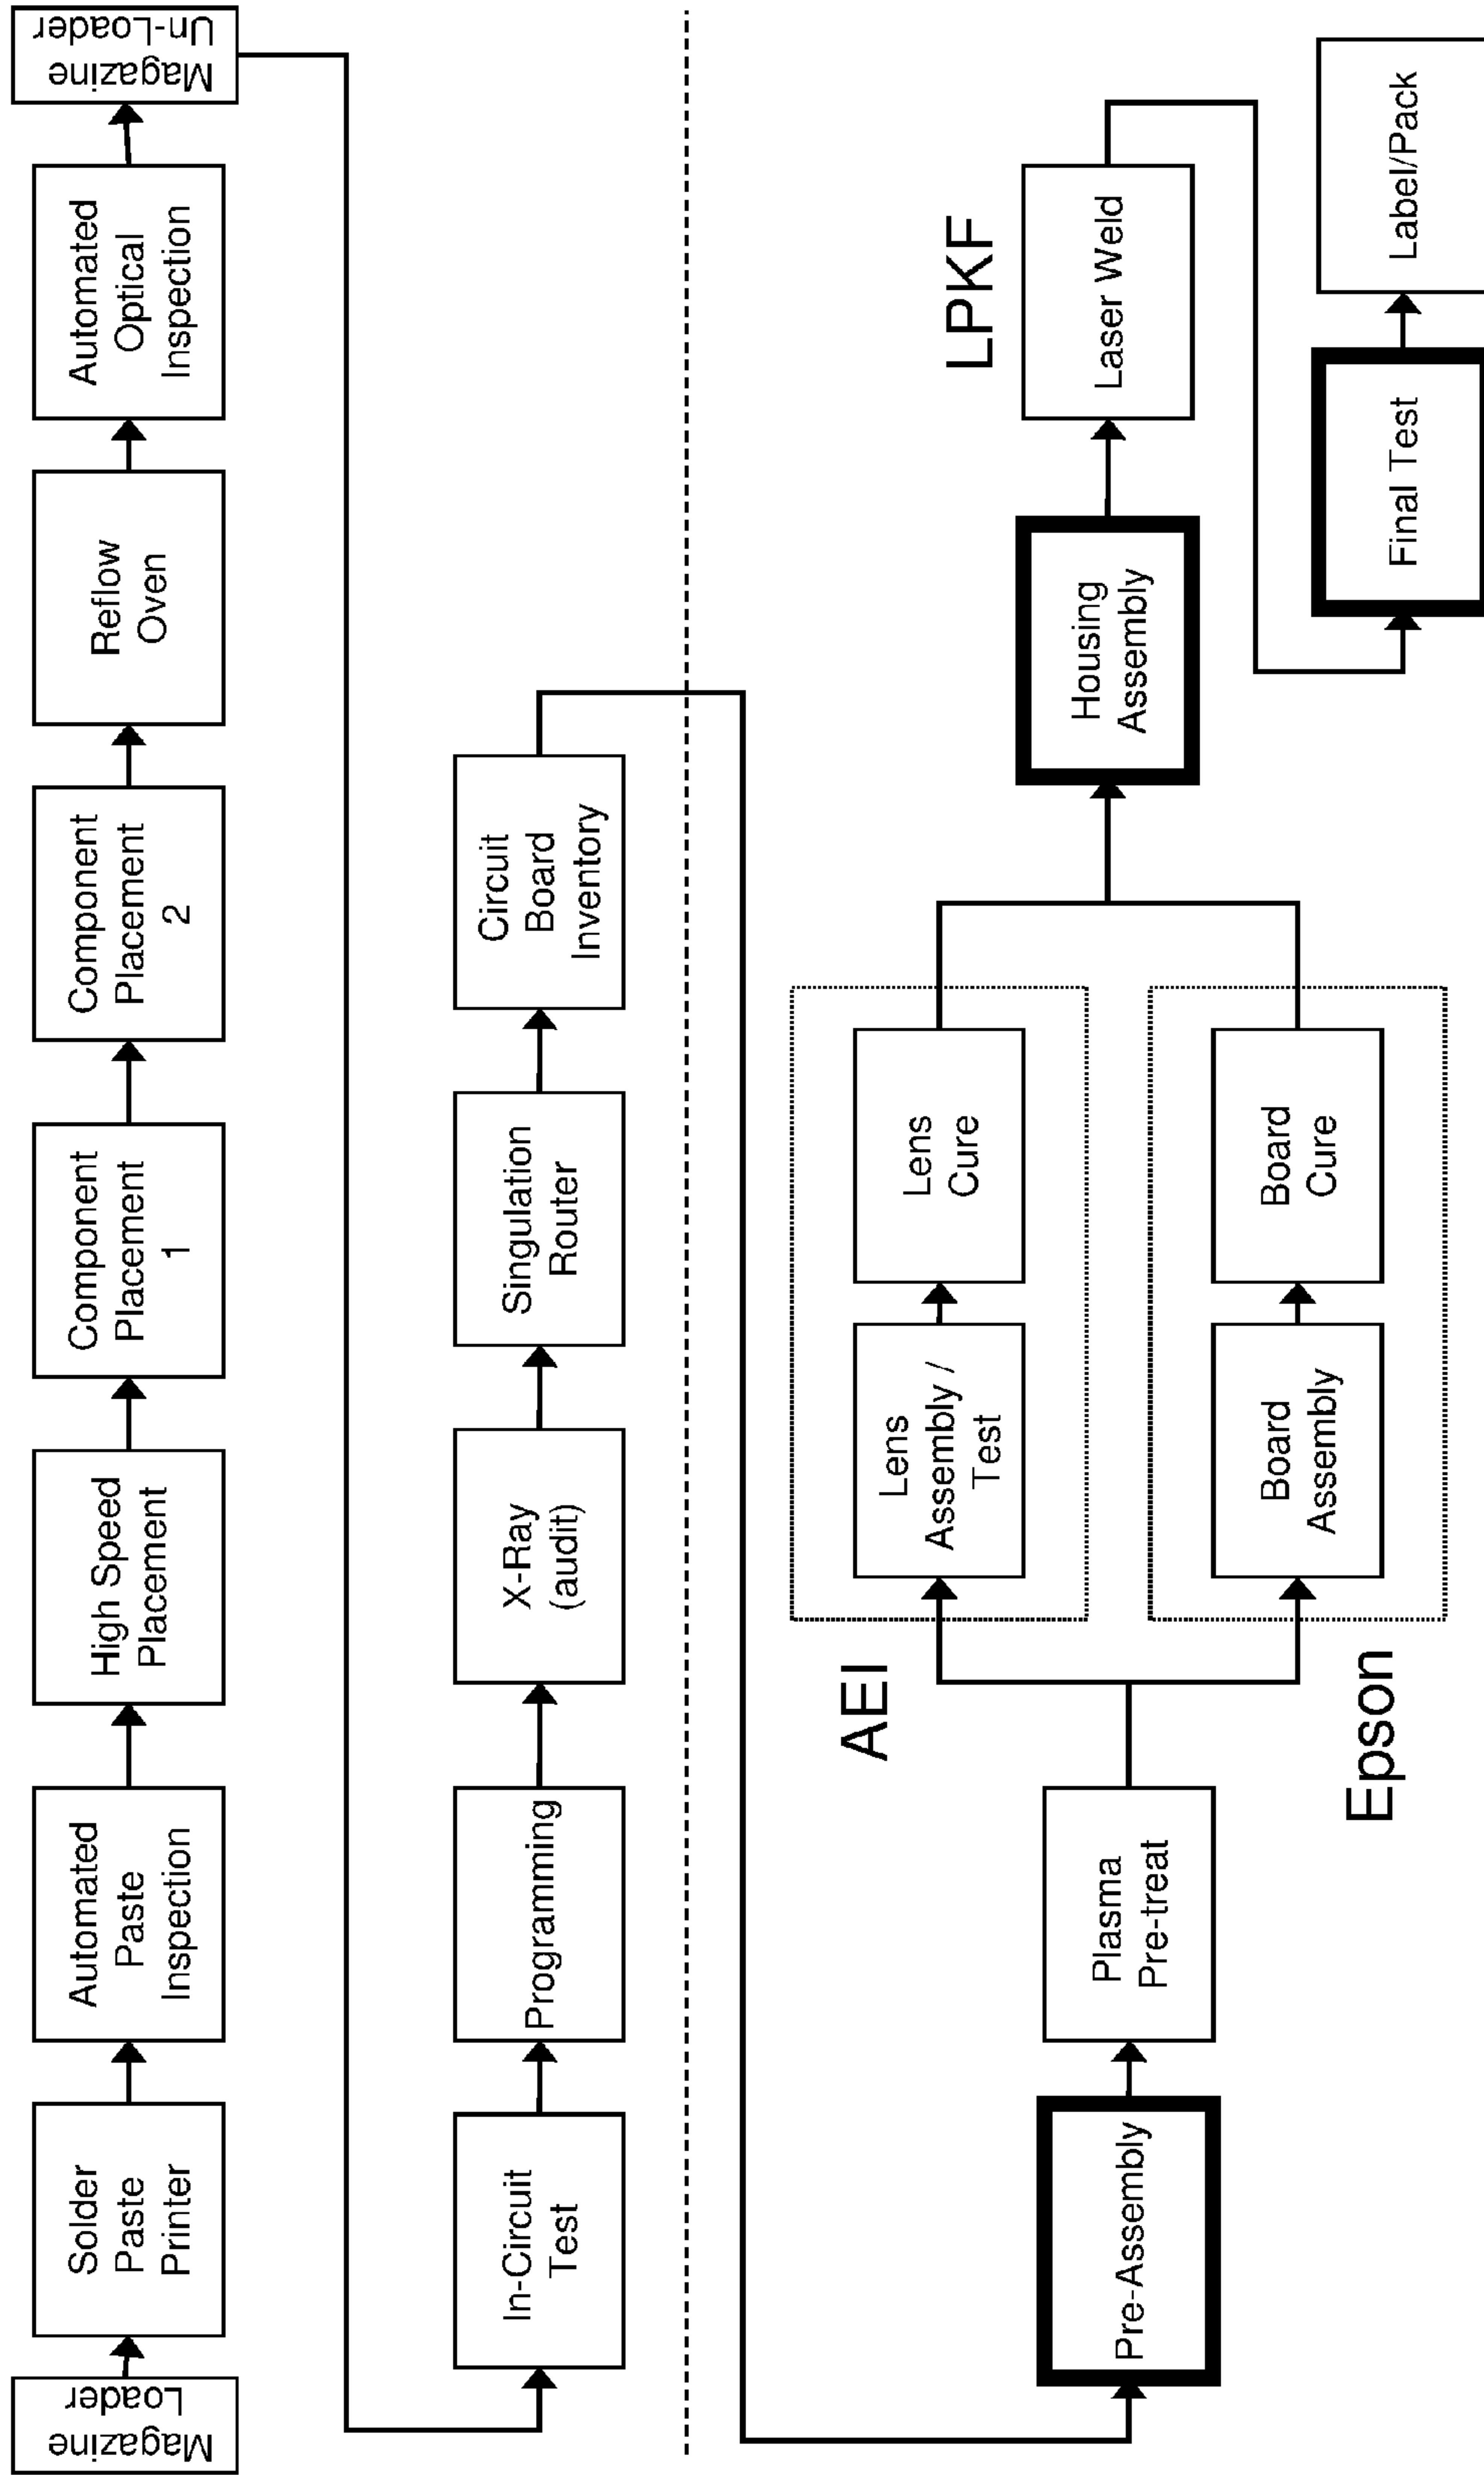 Magazine
Loader
Solder
Paste
Printer
Automated
Paste
Inspection
High Speed
Placement
Component
Placement
1
Component
Placement
2
Reflow
Oven
Automated
Optical
Inspection
Magazine
Un-Loader
In-Circuit
Test
Programming
X-Ray
(audit)
Singulation
Router
Circuit
Board
Inventory
Pre-Assembly
Plasma
Pre-treat
AEI
Lens
Assembly /
Test
Lens
Cure
Epson
Board
Assembly
Board
Cure
Housing
Assembly
LPKF
Laser Weld
Final Test
Label/Pack